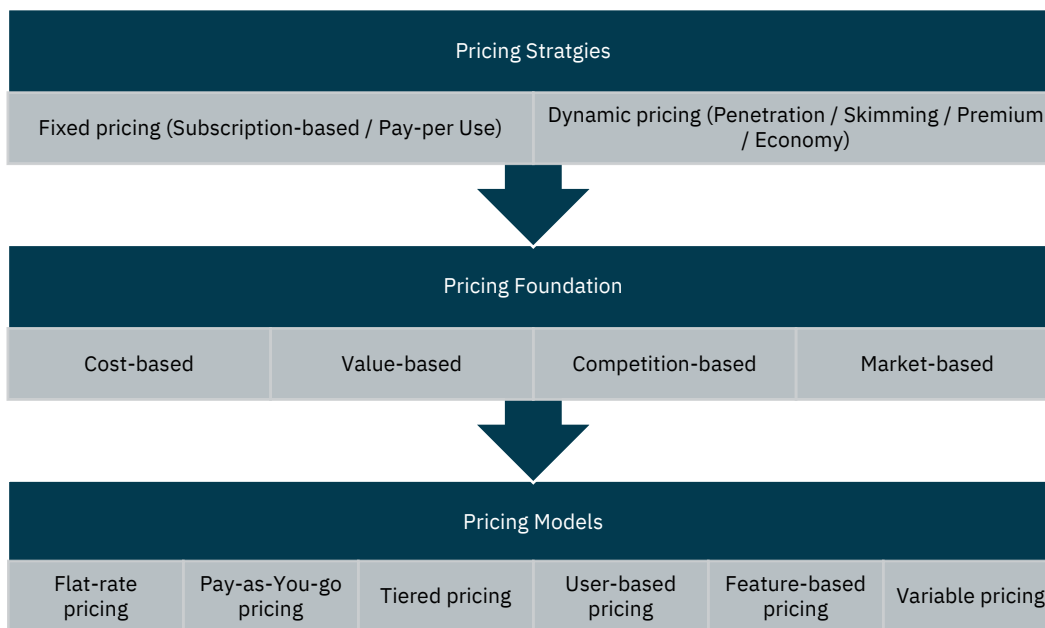 Pricing Stratgies
Fixed pricing (Subscription-based / Pay-per Use)
Dynamic pricing (Penetration / Skimming / Premium
/ Economy)
Pricing Foundation
Cost-based
Value-based
Competition-based
Market-based
Pricing Models
Flat-rate
pricing
Pay-as-You-go
pricing
Tiered pricing
User-based
pricing
Feature-based
pricing
Variable pricing